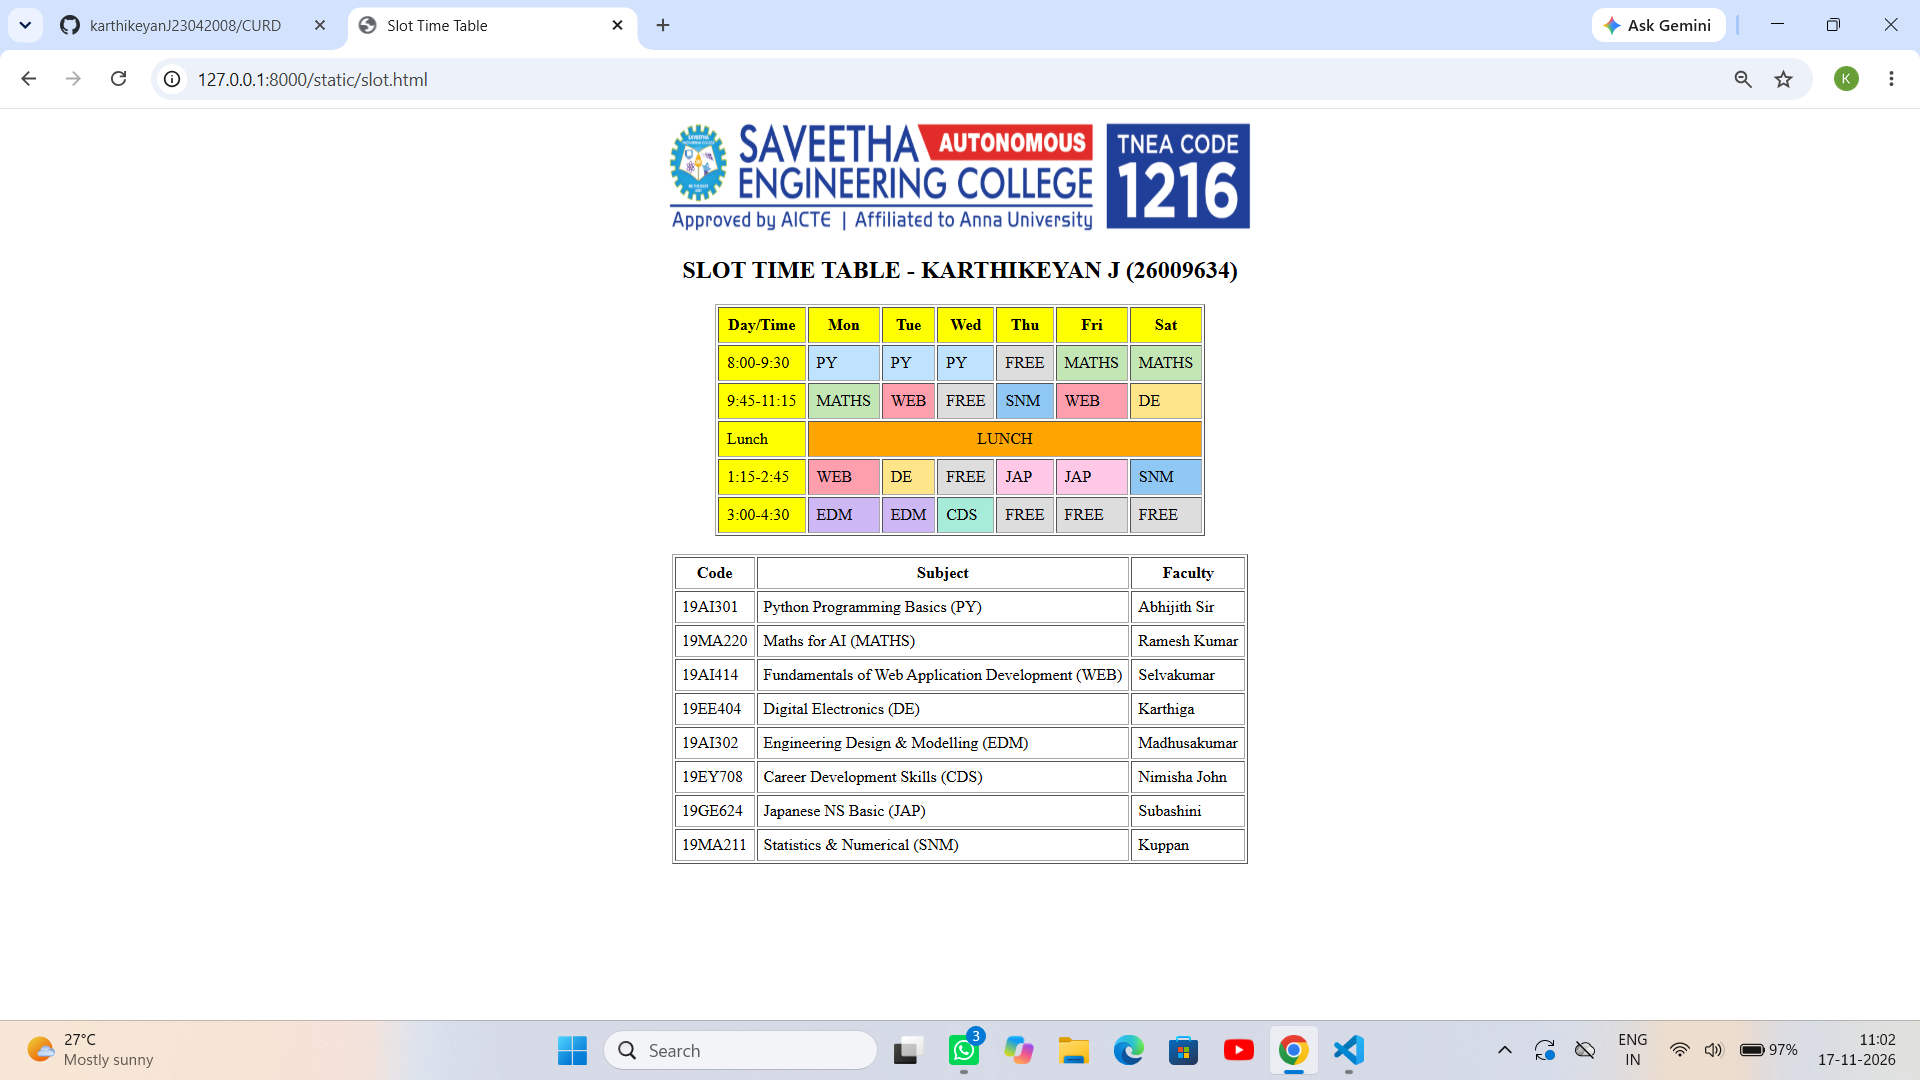 karthikeyanJ23042008/CURD
Slot Time Table
Ask Gemini
127.0.0.1:8000/static/slot.html
K
SAVEETHA AUTONOMOUS
ENGINEERING COLLEGE
Approved by AICTE | Affiliated to Anna University
TNEA CODE
1216
SLOT TIME TABLE - KARTHIKEYAN J (26009634)
Day/Time Mon Tue Wed Thu Fri Sat
8:00-9:30 PY PY PY FREE MATHS MATHS
9:45-11:15 MATHS WEB FREE SNM WEB DE
Lunch LUNCH
1:15-2:45 WEB DE FREE JAP JAP SNM
3:00-4:30 EDM EDM CDS FREE FREE FREE
Code Subject Faculty
19AI301 Python Programming Basics (PY) Abhijith Sir
19MA220 Maths for AI (MATHS) Ramesh Kumar
19AI414 Fundamentals of Web Application Development (WEB) Selvakumar
19EE404 Digital Electronics (DE) Karthiga
19AI302 Engineering Design & Modelling (EDM) Madhusakumar
19EY708 Career Development Skills (CDS) Nimisha John
19GE624 Japanese NS Basic (JAP) Subashini
19MA211 Statistics & Numerical (SNM) Kuppan
27°C
Mostly sunny
Search
3
ENG
IN
97%
11:02
17-11-2026